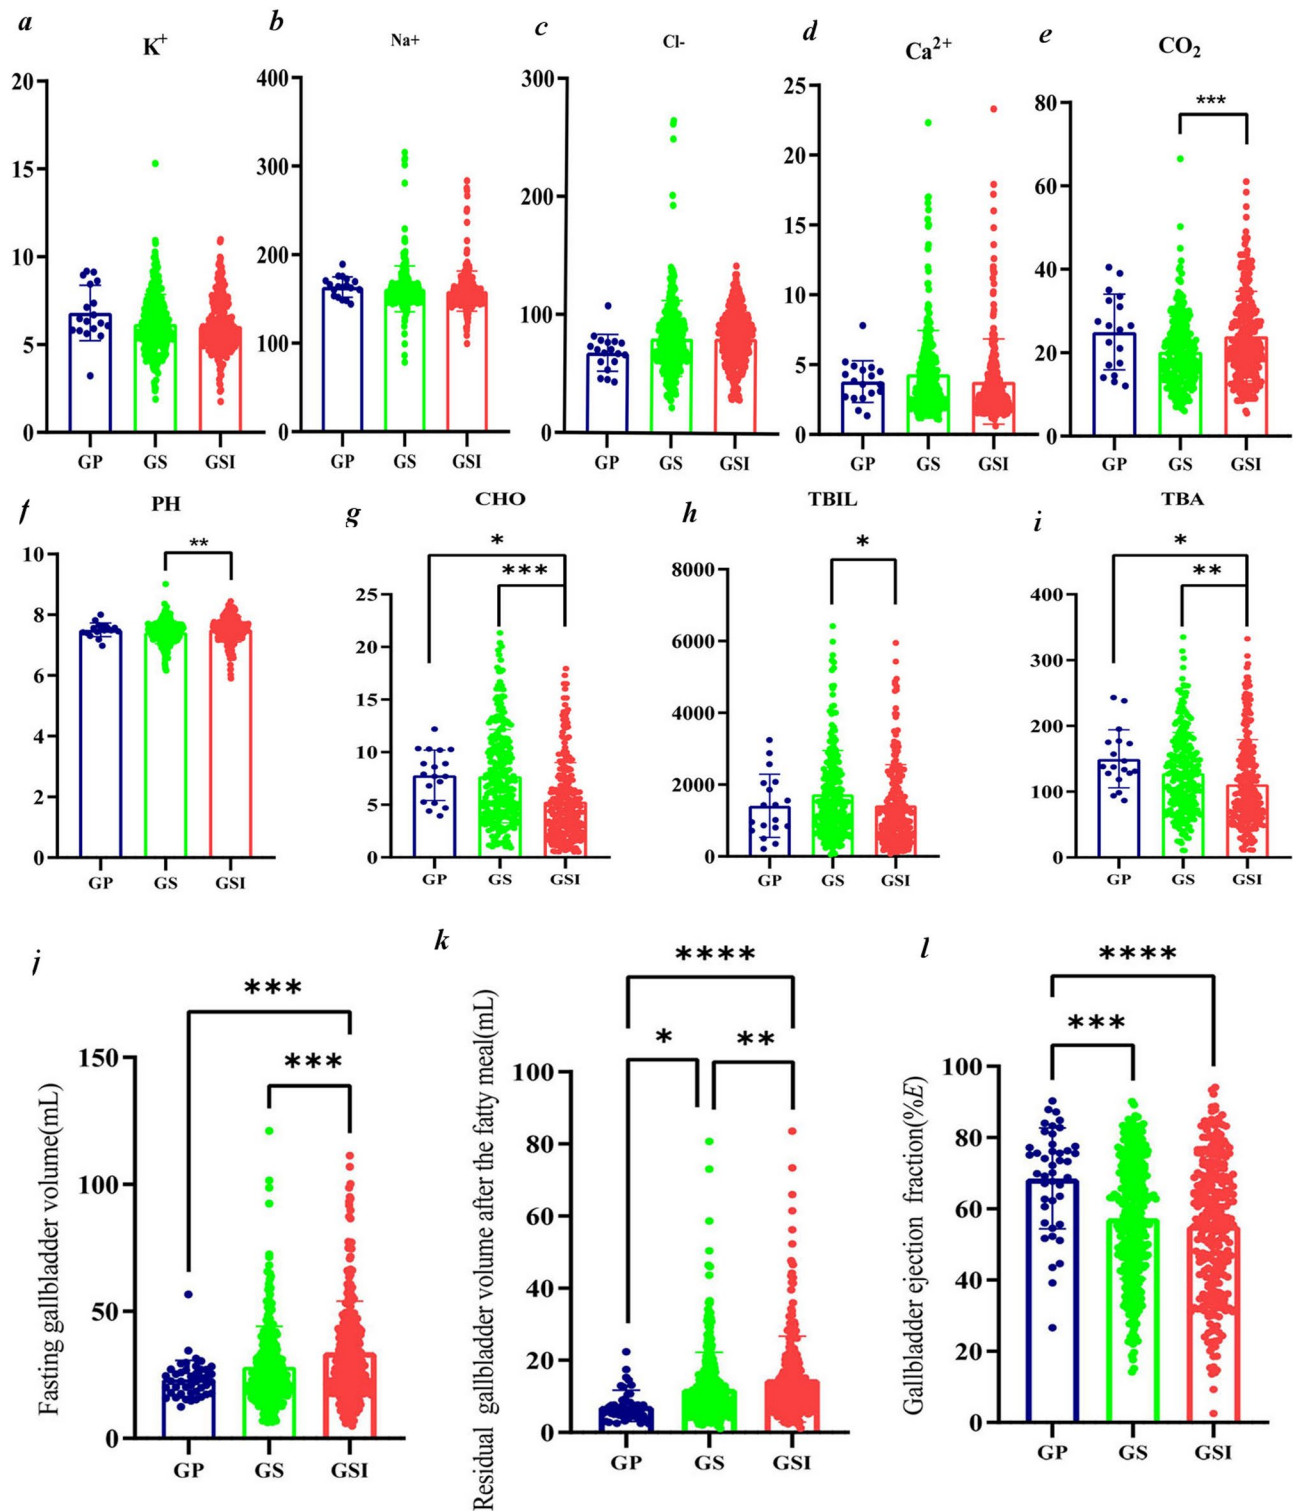 a
K+
20
15
10
5
0
GP GS GSI
b
Na+
400
300
200
100
0
GP GS GSI
c
Cl-
300
200
100
0
GP GS GSI
d
Ca2+
25
20
15
10
5
0
GP GS GSI
e
CO2
80
60
40
20
0
***
GP GS GSI
f
PH
10
8
6
4
2
0
**
GP GS GSI
g
CHO
25
20
15
10
5
0
*
***
GP GS GSI
h
TBIL
8000
6000
4000
2000
0
*
GP GS GSI
i
TBA
400
300
200
100
0
*
**
GP GS GSI
j
Fasting gallbladder volume(mL)
150
100
50
0
***
***
GP GS GSI
k
Residual gallbladder volume after the fatty meal(mL)
100
80
60
40
20
0
****
*
**
GP GS GSI
l
Gallbladder ejection fraction(%E)
100
80
60
40
20
0
****
***
GP GS GSI